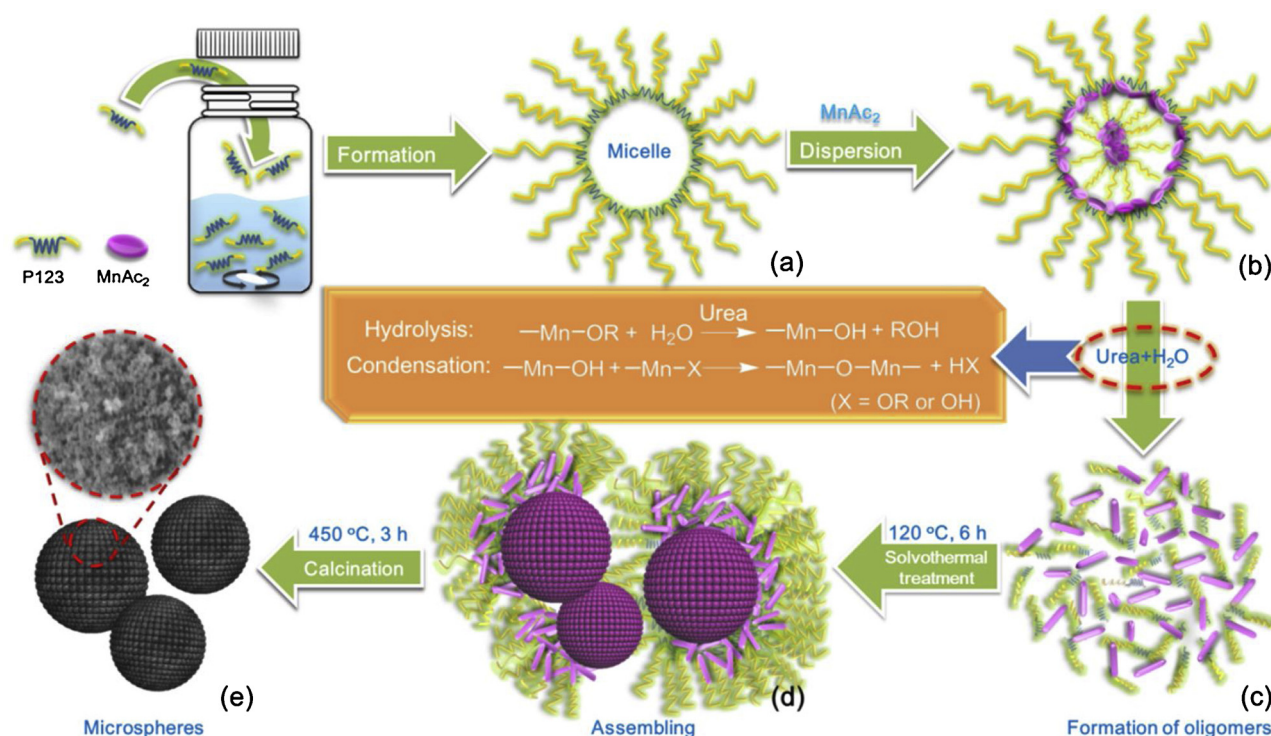 P123
MnAc₂
Formation
Micelle
(a)
MnAc₂
Dispersion
(b)
Urea+H₂O
Hydrolysis: —Mn—OR + H₂O Urea → —Mn—OH + ROH
Condensation: —Mn—OH + —Mn—X → —Mn—O—Mn— + HX
(X = OR or OH)
(c)
Formation of oligomers
120 °C, 6 h
Solvothermal
treatment
(d)
Assembling
450 °C, 3 h
Calcination
(e)
Microspheres